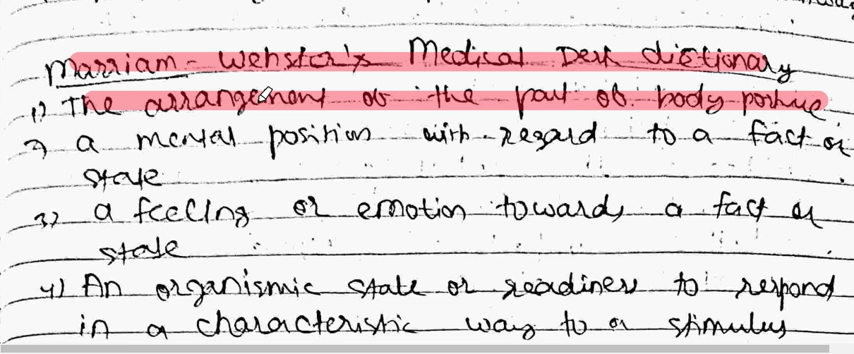 Marriam-Webster's Medical Desk dictionary
1) The arrangement of the part of body posture
2) a mental position with regard to a fact or
state
3) a feeling or emotion towards a fact or
state
4) An organismic state or readiness to respond
in a characteristic way to a stimulus